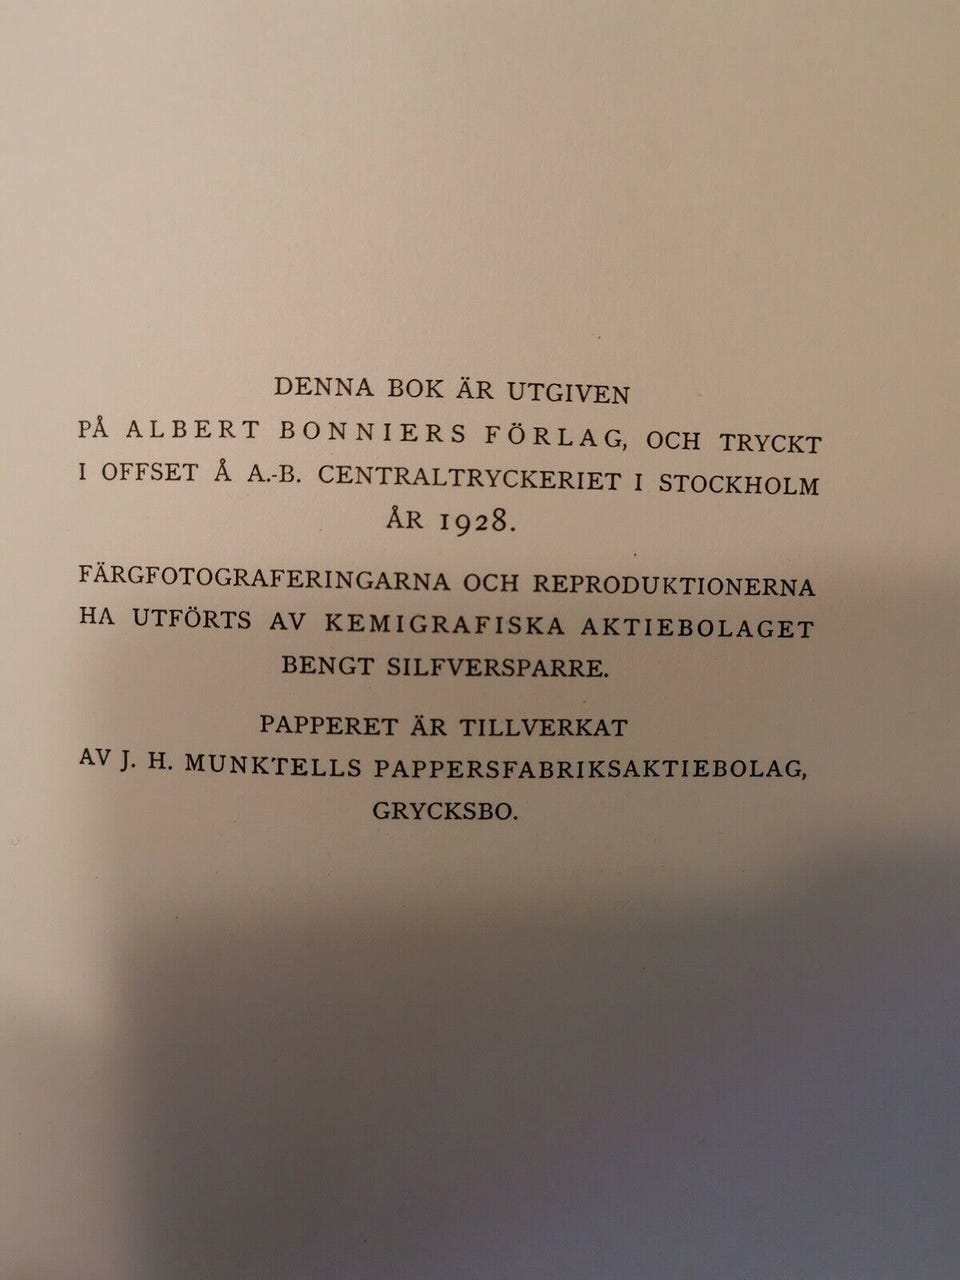 DENNA BOK ÄR UTGIVEN
PÅ ALBERT BONNIERS FÖRLAG, OCH TRYCKT
I OFFSET Å A.-B. CENTRALTRYCKERIET I STOCKHOLM
ÅR 1928.
FÄRGFOTOGRAFERINGARNA OCH REPRODUKTIONERNA
HA UTFÖRTS AV KEMIGRAFISKA AKTIEBOLAGET
BENGT SILFVERSPARRE.
PAPPERET ÄR TILLVERKAT
AV J. H. MUNKTELLS PAPPERSFABRIKSAKTIEBOLAG,
GRYCKSBO.